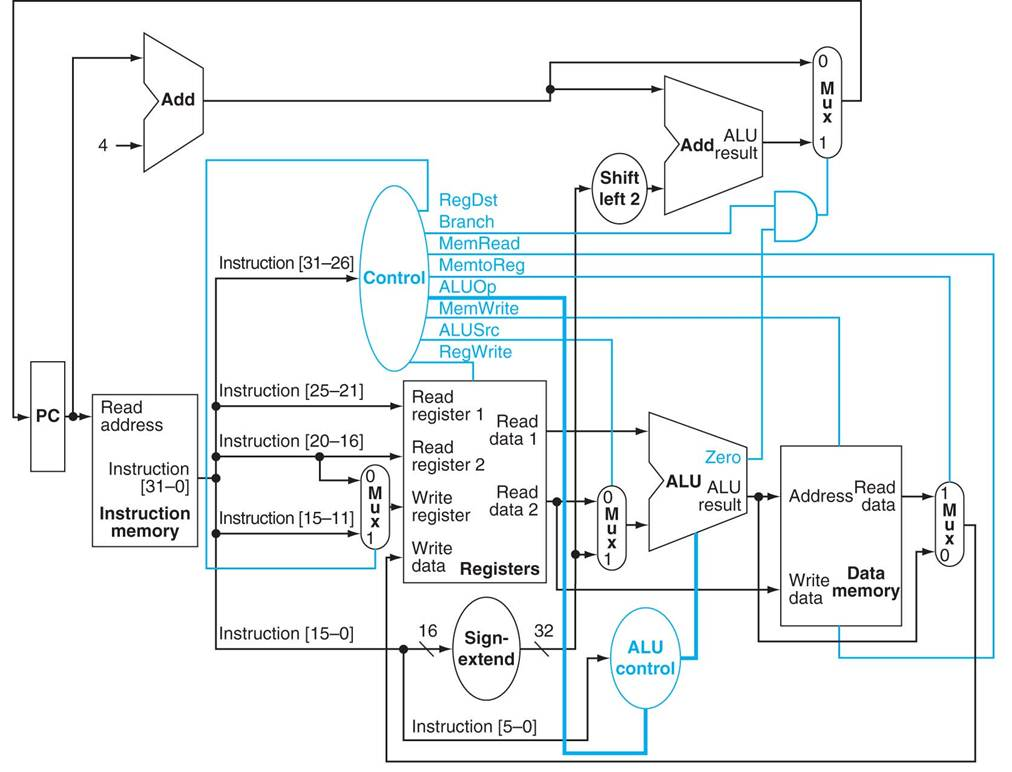 Add
4
0
M
u
x
1
Add
ALU
result
Shift
left 2
RegDst
Branch
MemRead
MemtoReg
ALUOp
MemWrite
ALUSrc
RegWrite
Control
Instruction [31–26]
PC
Read
address
Instruction
[31–0]
Instruction
memory
Instruction [25–21]
Instruction [20–16]
Instruction [15–11]
0
M
u
x
1
Read
register 1
Read
register 2
Write
register
Write
data
Read
data 1
Read
data 2
Registers
0
M
u
x
1
Zero
ALU
ALU
result
Address
Read
data
Write
data
Data
memory
1
M
u
x
0
Instruction [15–0]
16
Sign-
extend
32
ALU
control
Instruction [5–0]